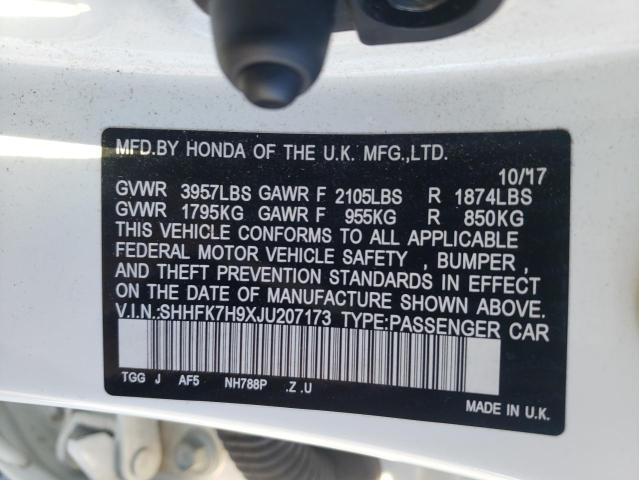 MFD.BY HONDA OF THE U.K. MFG.,LTD.
10/17
GVWR 3957LBS GAWR F 2105LBS R 1874LBS
GVWR 1795KG GAWR F 955KG R 850KG
THIS VEHICLE CONFORMS TO ALL APPLICABLE
FEDERAL MOTOR VEHICLE SAFETY , BUMPER ,
AND THEFT PREVENTION STANDARDS IN EFFECT
ON THE DATE OF MANUFACTURE SHOWN ABOVE.
V.I.N.:SHHFK7H9XJU207173 TYPE:PASSENGER CAR
TGG J AF5 NH788P .Z .U
MADE IN U.K.